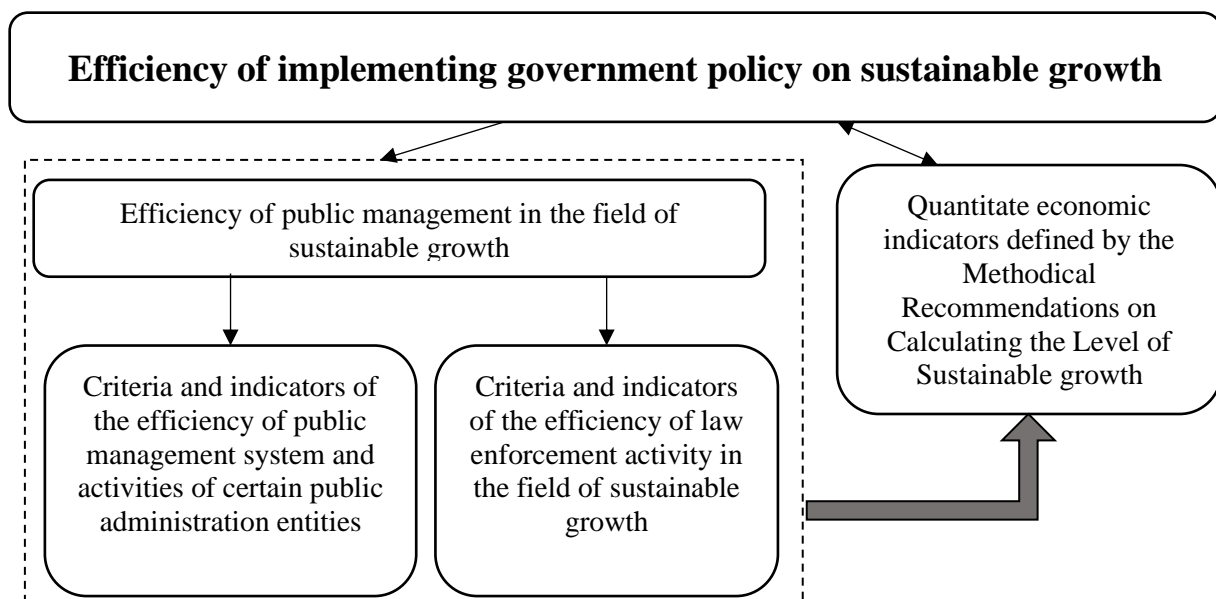 Efficiency of implementing government policy on sustainable growth
Efficiency of public management in the field of
sustainable growth
Quantitate economic
indicators defined by the
Methodical
Recommendations on
Calculating the Level of
Sustainable growth
Criteria and indicators of
the efficiency of public
management system and
activities of certain public
administration entities
Criteria and indicators
of the efficiency of law
enforcement activity in
the field of sustainable
growth